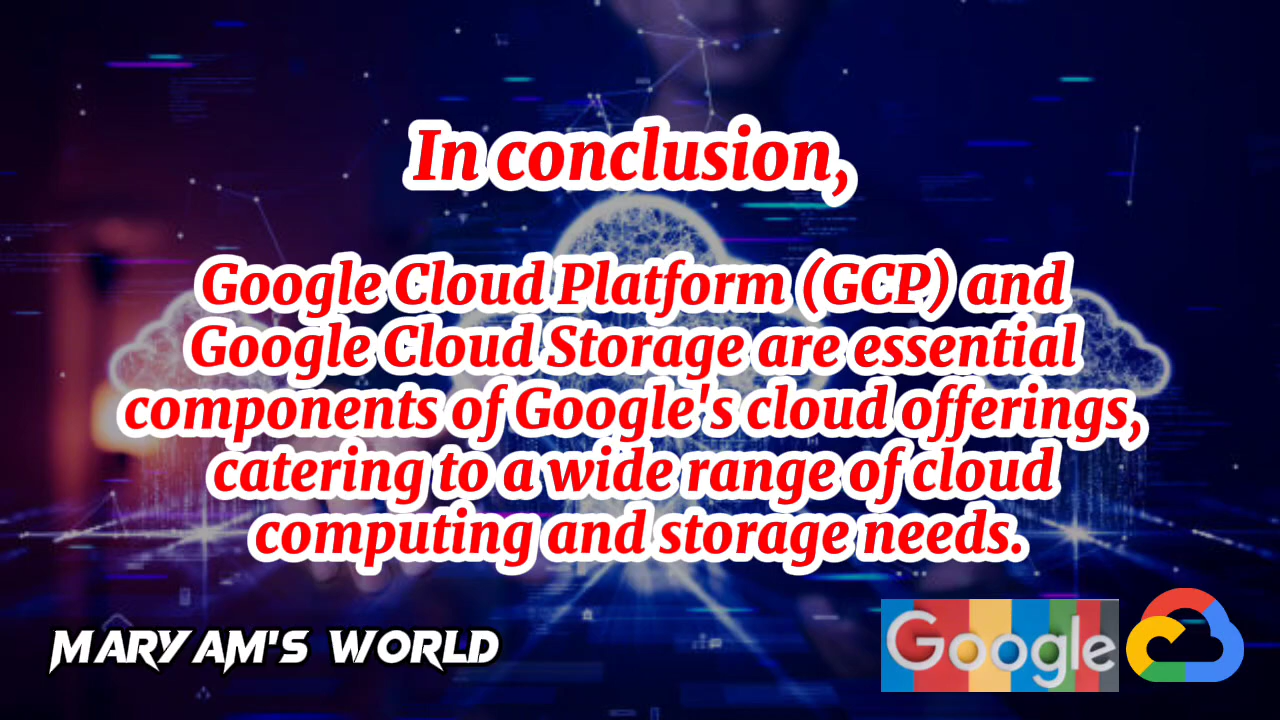 In conclusion,
Google Cloud Platform (GCP) and
Google Cloud Storage are essential
components of Google's cloud offerings,
catering to a wide range of cloud
computing and storage needs.
MARYAM'S WORLD
Google